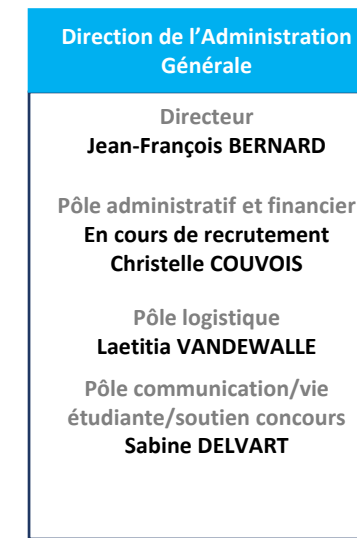 Direction de l’Administration
Générale
Directeur
Jean-François BERNARD
Pôle administratif et financier
En cours de recrutement
Christelle COUVOIS
Pôle logistique
Laetitia VANDEWALLE
Pôle communication/vie
étudiante/soutien concours
Sabine DELVART